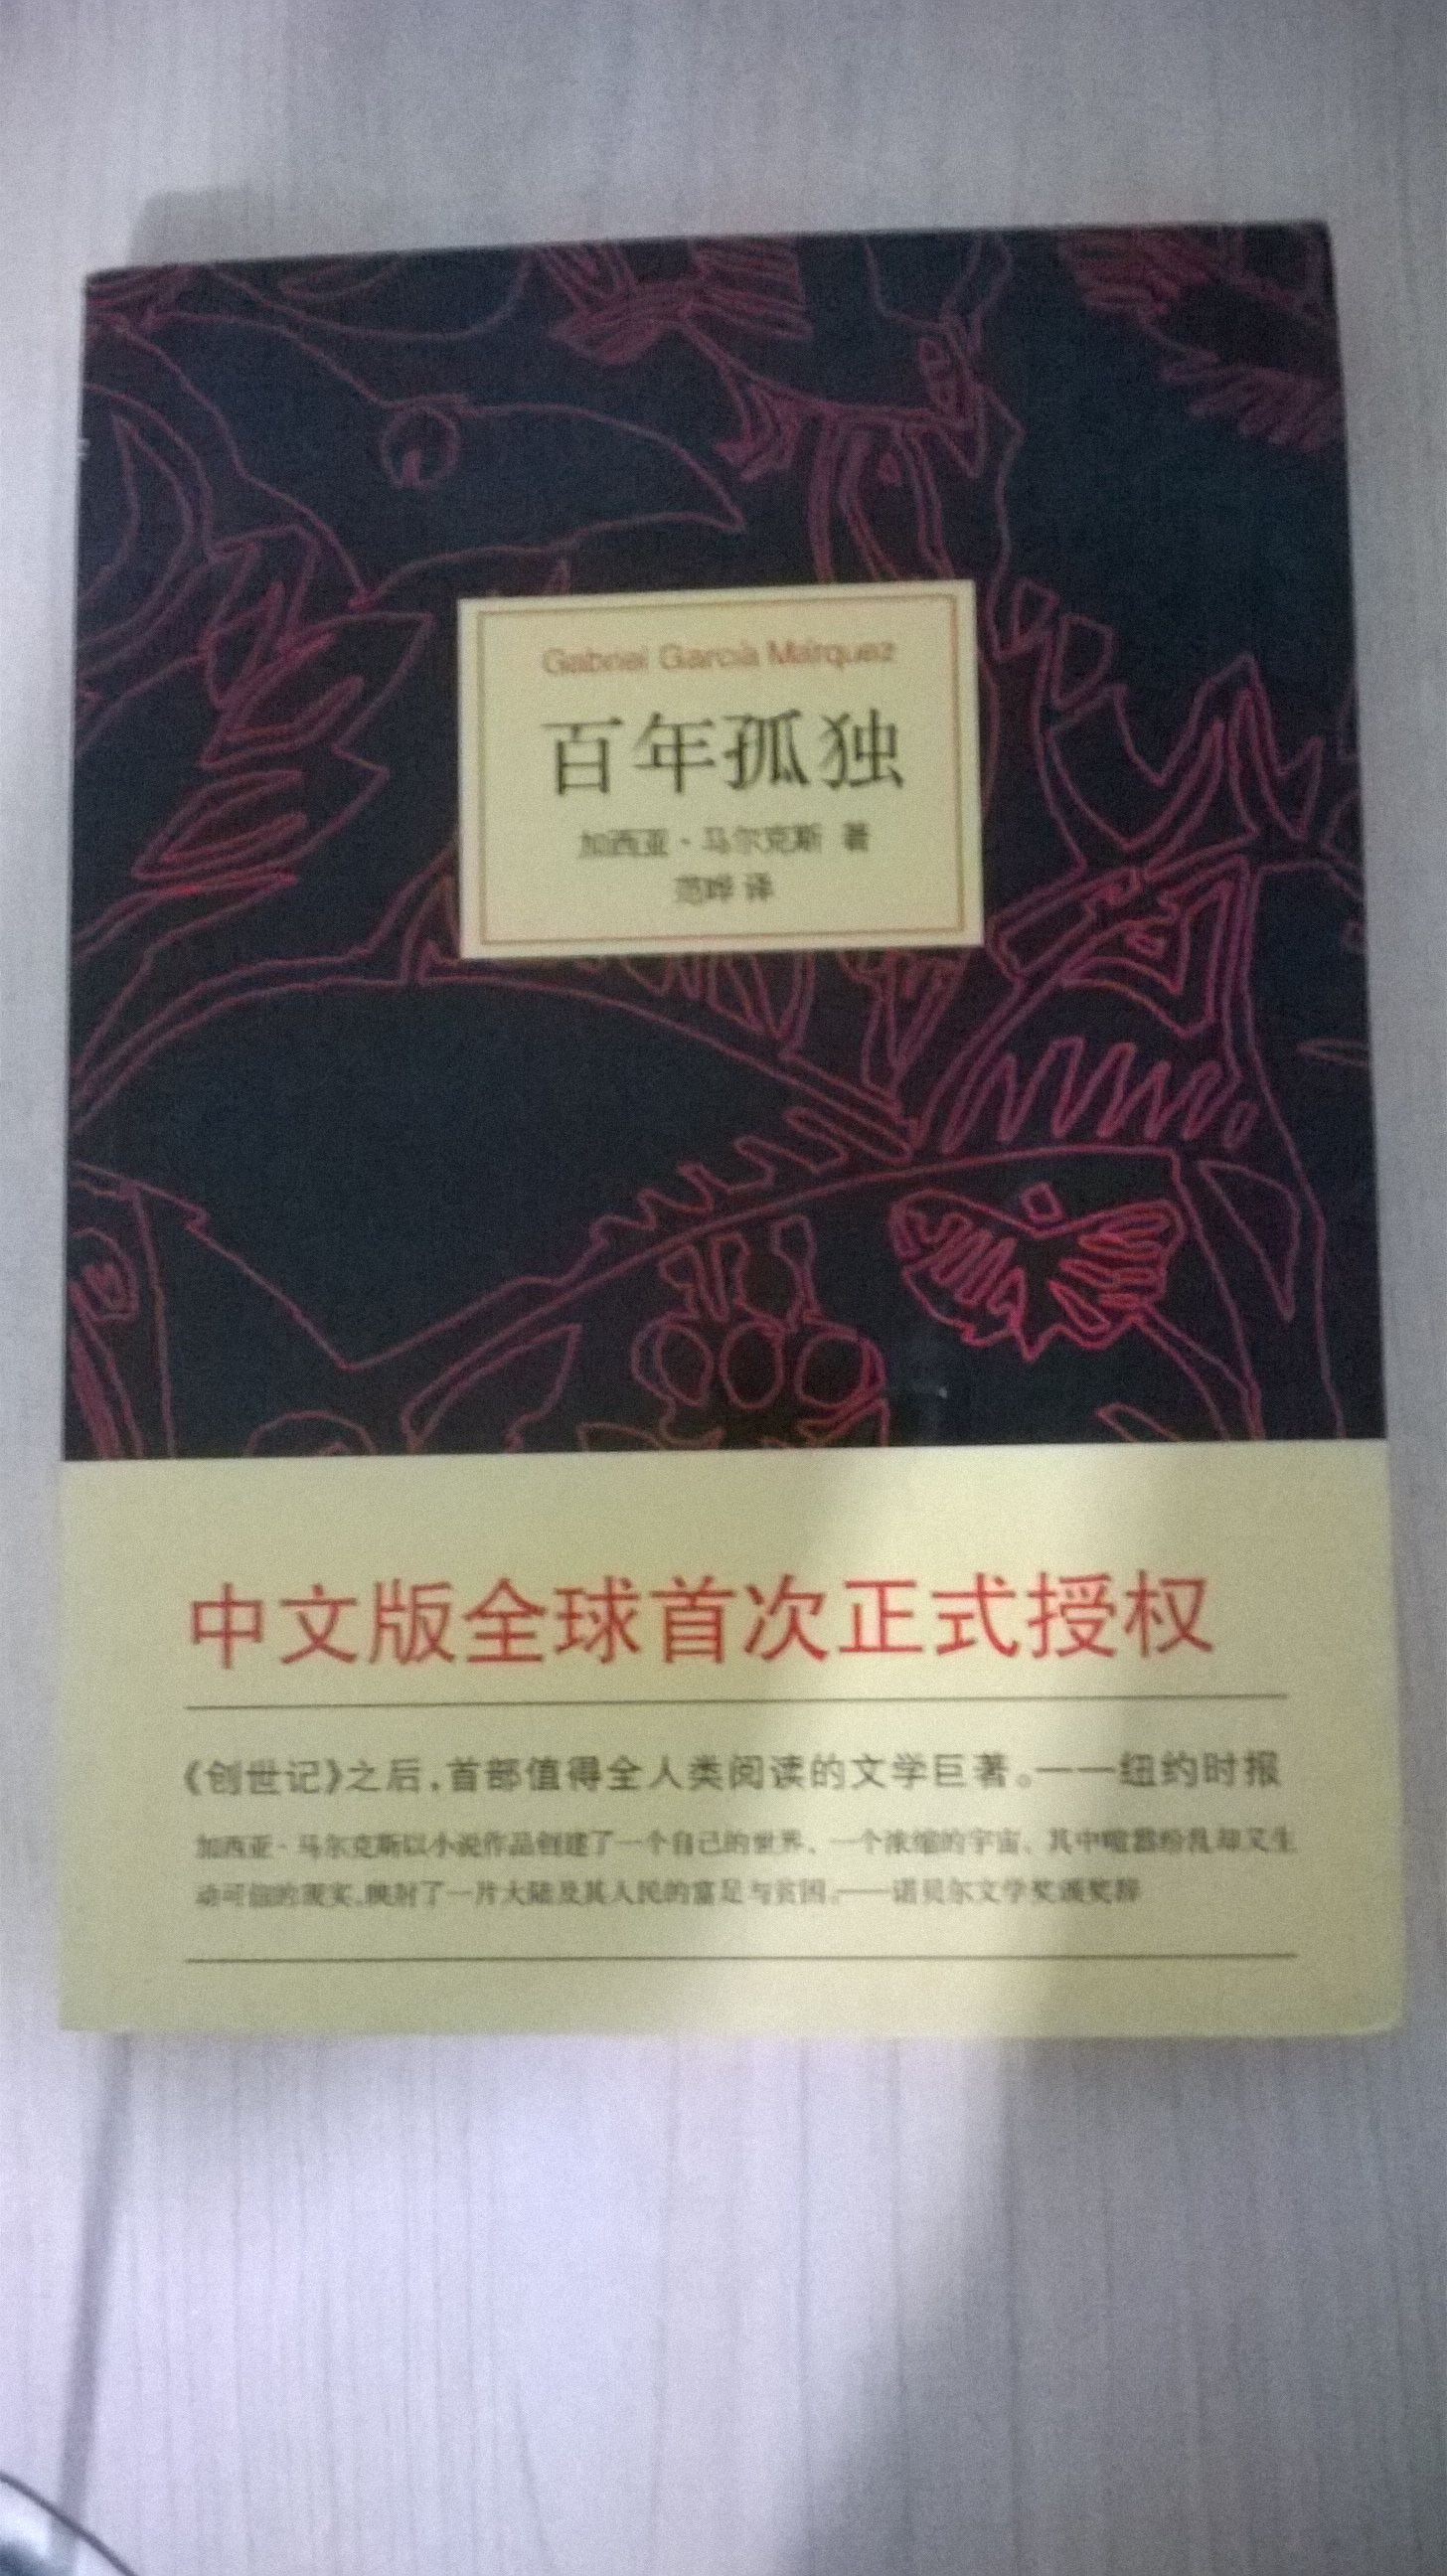 Gabriel García Márquez
百年孤独
加西亚·马尔克斯 著
范晔 译
中文版全球首次正式授权
《创世记》之后,首部值得全人类阅读的文学巨著。——纽约时报
加西亚·马尔克斯以小说作品创建了一个自己的世界,一个浓缩的宇宙,其中喧嚣纷乱却又生
动可信的现实,映射了一片大陆及其人民的富足与贫困。——诺贝尔文学奖颁奖辞